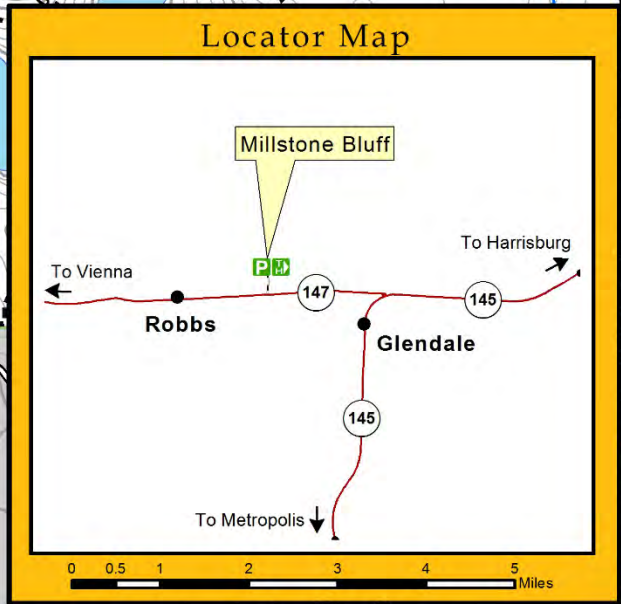 Locator Map
Millstone Bluff
P
To Harrisburg
To Vienna
147
145
Robbs
Glendale
145
To Metropolis
0 0.5 1 2 3 4 5
Miles